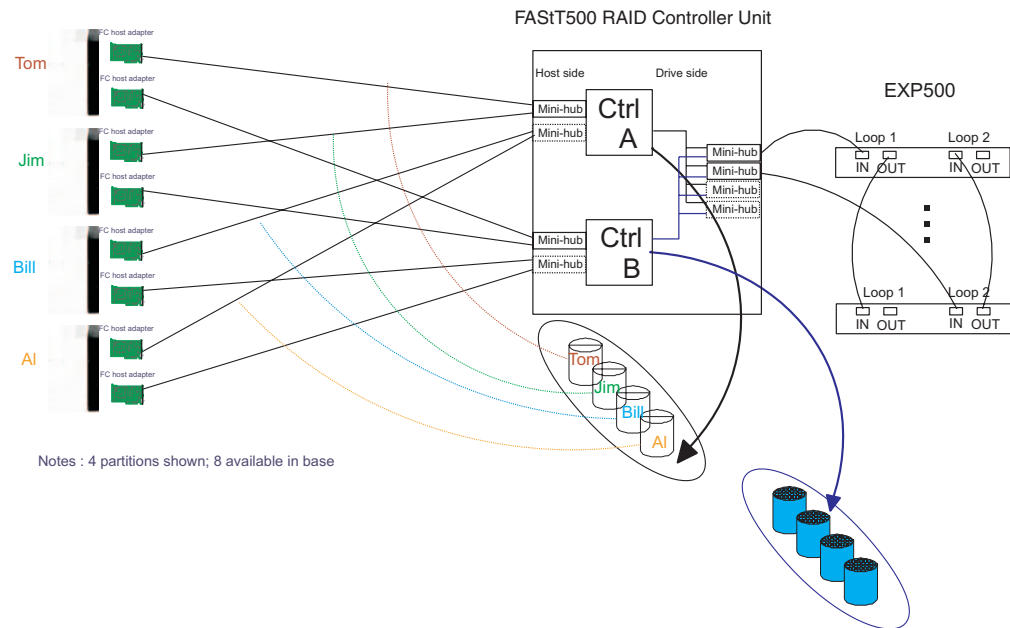 FAStT500 RAID Controller Unit
FC host adapter
Tom
FC host adapter
FC host adapter
Jim
FC host adapter
FC host adapter
Bill
FC host adapter
FC host adapter
Al
FC host adapter
Host side
Drive side
Mini-hub
Mini-hub
Ctrl
A
Mini-hub
Mini-hub
Mini-hub
Mini-hub
Mini-hub
Mini-hub
Ctrl
B
EXP500
Loop 1
Loop 2
IN
OUT
IN
OUT
Loop 1
Loop 2
IN
OUT
IN
OUT
Tom
Jim
Bill
Al
Notes : 4 partitions shown; 8 available in base